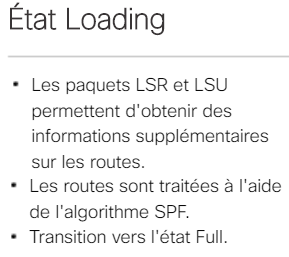 État Loading
• Les paquets LSR et LSU
permettent d'obtenir des
informations supplémentaires
sur les routes.
• Les routes sont traitées à l'aide
de l'algorithme SPF.
• Transition vers l'état Full.